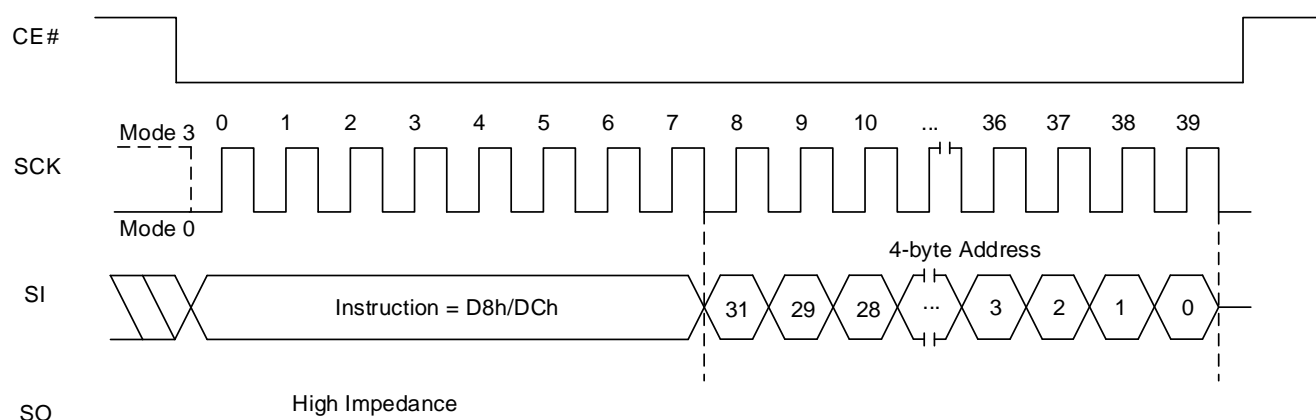 CE#
Mode 3 0 1 2 3 4 5 6 7 8 9 10 ... 36 37 38 39
SCK
Mode 0
4-byte Address
SI Instruction = D8h/DCh 31 29 28 ... 3 2 1 0
High Impedance
SO